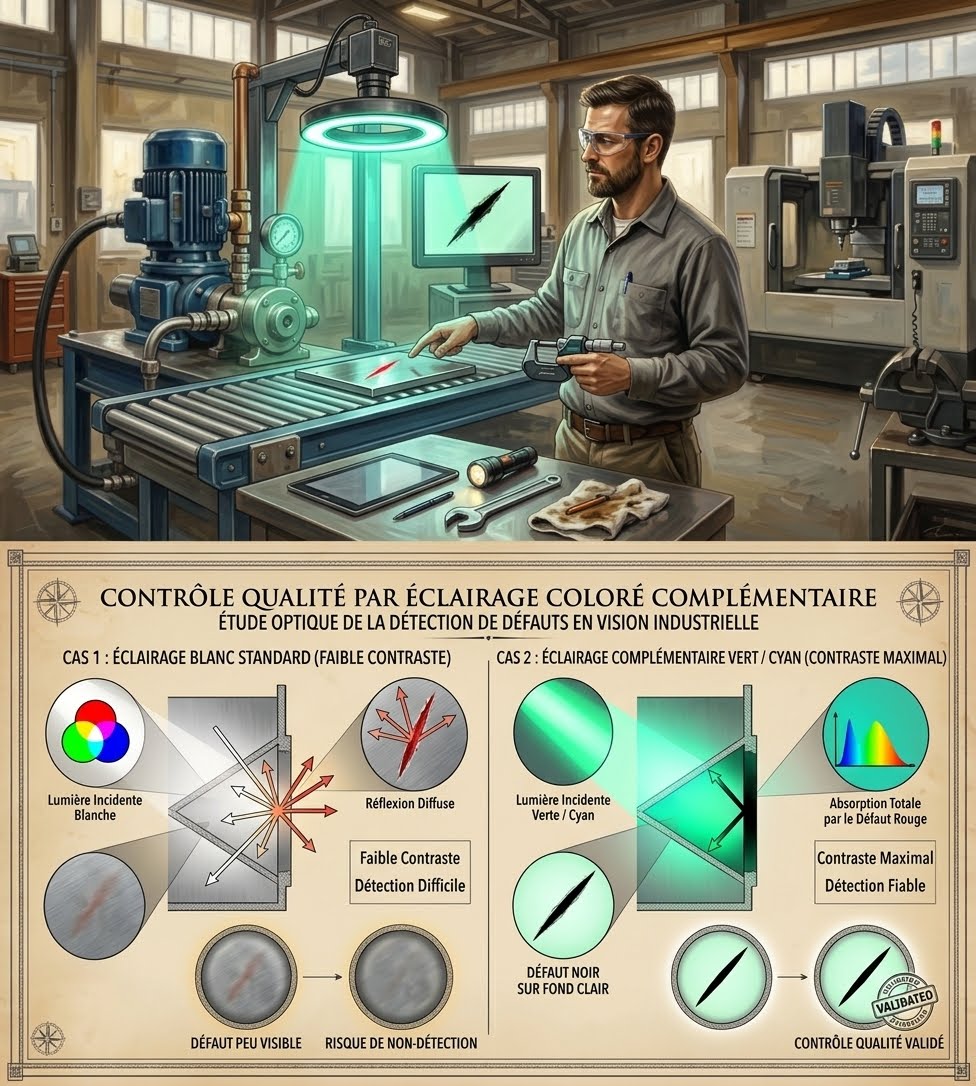 CONTRÔLE QUALITÉ PAR ÉCLAIRAGE COLORÉ COMPLÉMENTAIRE
ÉTUDE OPTIQUE DE LA DÉTECTION DE DÉFAUTS EN VISION INDUSTRIELLE
CAS 1 : ÉCLAIRAGE BLANC STANDARD (FAIBLE CONTRASTE)
Lumière Incidente
Blanche
Réflexion Diffuse
Faible Contraste
Détection Difficile
DÉFAUT PEU VISIBLE
RISQUE DE NON-DÉTECTION
CAS 2 : ÉCLAIRAGE COMPLÉMENTAIRE VERT / CYAN (CONTRASTE MAXIMAL)
Lumière Incidente
Verte / Cyan
Absorption Totale
par le Défaut Rouge
Contraste Maximal
Détection Fiable
DÉFAUT NOIR
SUR FOND CLAIR
VALIBATED
CONTRÔLE QUALITÉ VALIDÉ